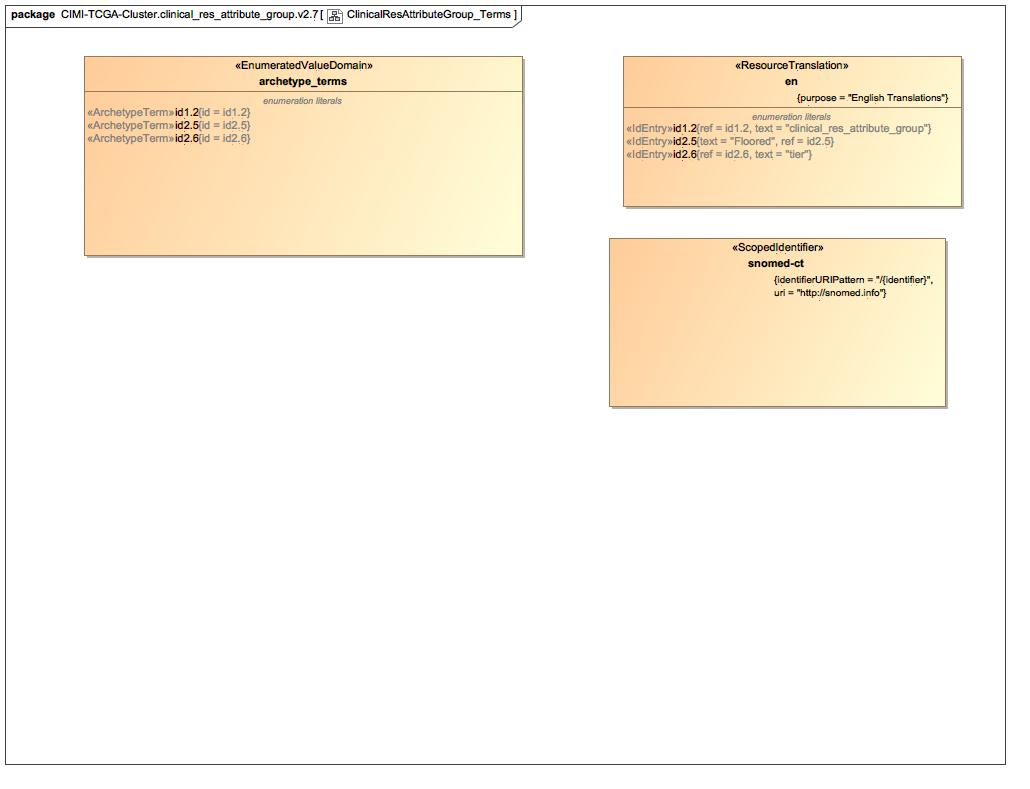 package CIMI-TCGA-Cluster.clinical_res_attribute_group.v2.7[ ClinicalResAttributeGroup_Terms ]
«EnumeratedValueDomain»
archetype_terms
enumeration literals
«ArchetypeTerm»id1.2{id = id1.2}
«ArchetypeTerm»id2.5{id = id2.5}
«ArchetypeTerm»id2.6{id = id2.6}
«ResourceTranslation»
en
{purpose = "English Translations"}
enumeration literals
«IdEntry»id1.2{ref = id1.2, text = "clinical_res_attribute_group"}
«IdEntry»id2.5{text = "Floored", ref = id2.5}
«IdEntry»id2.6{ref = id2.6, text = "tier"}
«ScopedIdentifier»
snomed-ct
{identifierURIPattern = "/{identifier}",
uri = "http://snomed.info"}